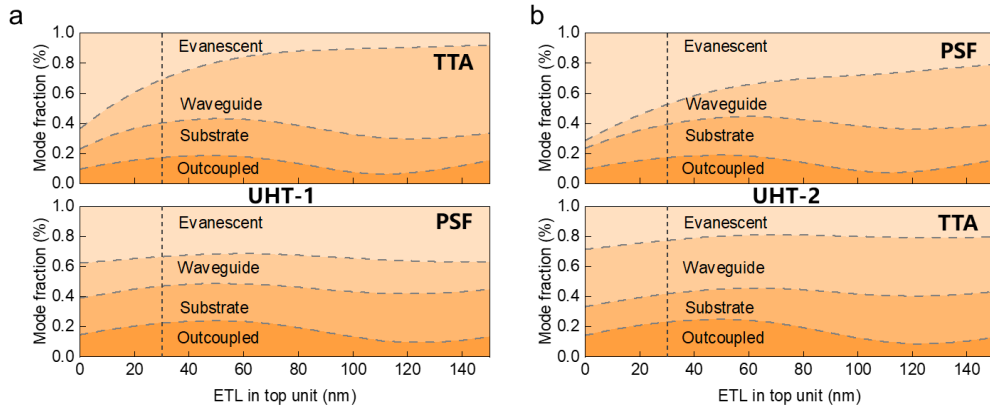 a
b
Mode fraction (%)
1.0
0.8
0.6
0.4
0.2
0.0
Evanescent
TTA
Waveguide
Substrate
Outcoupled
Mode fraction (%)
1.0
0.8
0.6
0.4
0.2
0.0
Evanescent
PSF
Waveguide
Substrate
Outcoupled
UHT-1
UHT-2
Mode fraction (%)
1.0
0.8
0.6
0.4
0.2
0.0
Evanescent
PSF
Waveguide
Substrate
Outcoupled
0 20 40 60 80 100 120 140
ETL in top unit (nm)
Mode fraction (%)
1.0
0.8
0.6
0.4
0.2
0.0
Evanescent
TTA
Waveguide
Substrate
Outcoupled
0 20 40 60 80 100 120 140
ETL in top unit (nm)